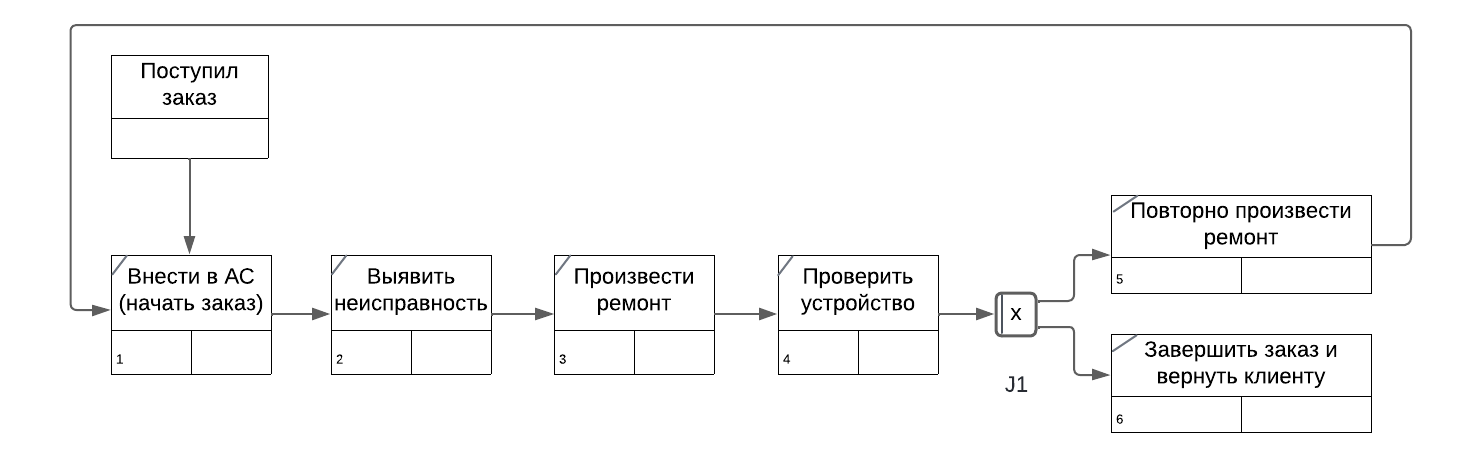 Поступил
заказ
Внести в АС
(начать заказ)
1
Выявить
неисправность
2
Произвести
ремонт
3
Проверить
устройство
4
x
J1
Повторно произвести
ремонт
5
Завершить заказ и
вернуть клиенту
6